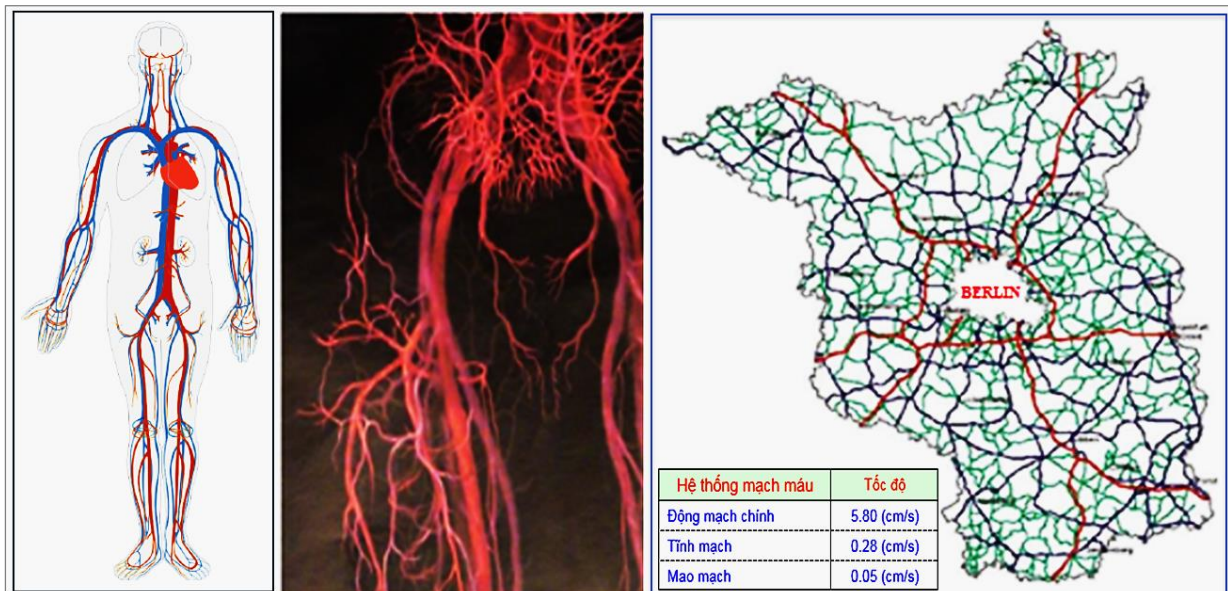 BERLIN
Hệ thống mạch máu Tốc độ
Động mạch chính 5.80 (cm/s)
Tĩnh mạch 0.28 (cm/s)
Mao mạch 0.05 (cm/s)